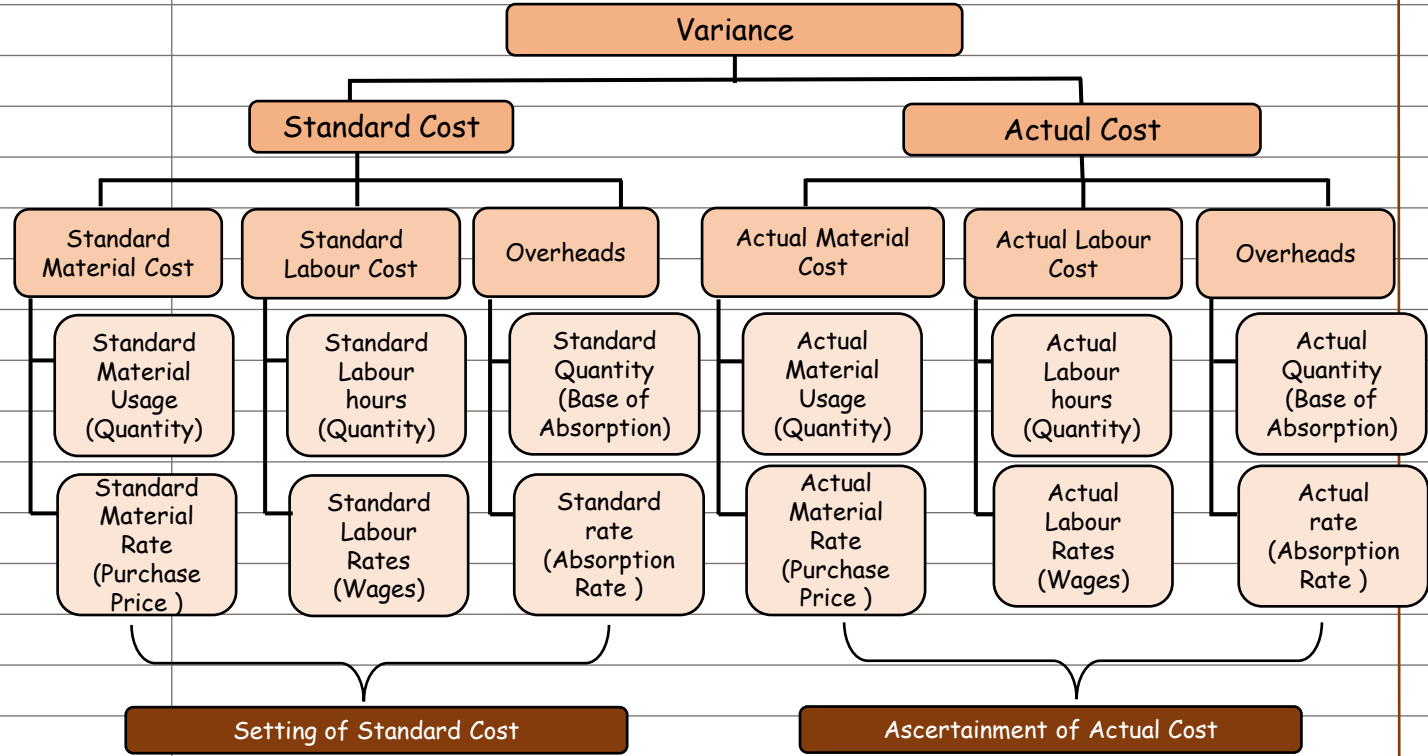 Variance
Standard Cost
Actual Cost
Standard
Material Cost
Standard
Labour Cost
Overheads
Actual Material
Cost
Actual Labour
Cost
Overheads
Standard
Material
Usage
(Quantity)
Standard
Labour
hours
(Quantity)
Standard
Quantity
(Base of
Absorption)
Actual
Material
Usage
(Quantity)
Actual
Labour
hours
(Quantity)
Actual
Quantity
(Base of
Absorption)
Standard
Material
Rate
(Purchase
Price )
Standard
Labour
Rates
(Wages)
Standard
rate
(Absorption
Rate )
Actual
Material
Rate
(Purchase
Price )
Actual
Labour
Rates
(Wages)
Actual
rate
(Absorption
Rate )
Setting of Standard Cost
Ascertainment of Actual Cost